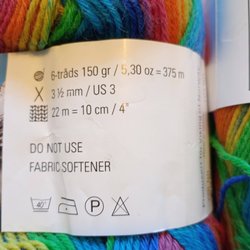 6-tråds 150 gr / 5,30 oz = 375 m
3 ½ mm / US 3
22 m = 10 cm / 4"
DO NOT USE
FABRIC SOFTENER
40°
P